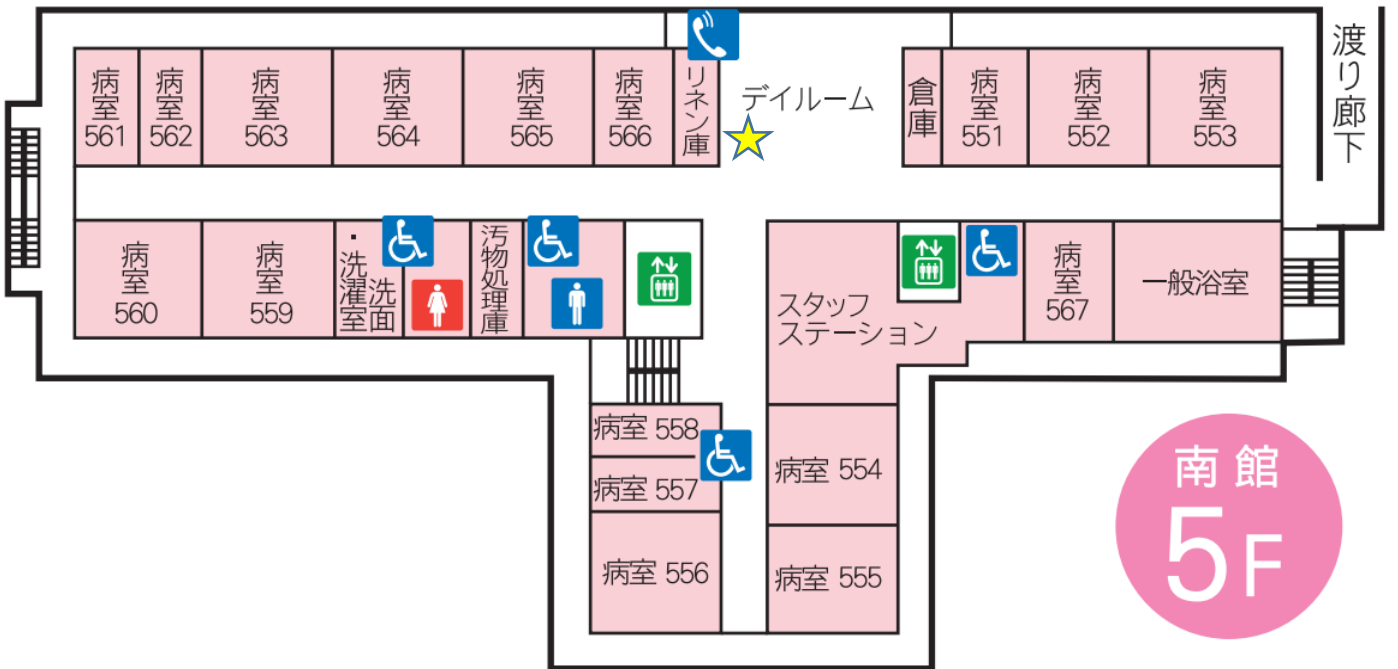 渡り廊下
病室
561
病室
562
病室
563
病室
564
病室
565
病室
566
リネン庫
デイルーム
倉庫
病室
551
病室
552
病室
553
病室
560
病室
559
・洗濯室
洗面
汚物処理庫
スタッフ
ステーション
病室
567
一般浴室
病室 558
病室 557
病室 556
病室 554
病室 555
南館
5F